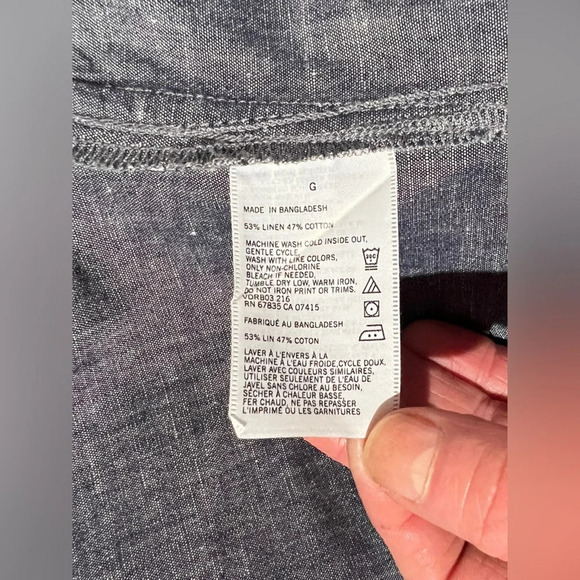 G
MADE IN BANGLADESH
53% LINEN 47% COTTON
MACHINE WASH COLD INSIDE OUT,
GENTLE CYCLE,
WASH WITH LIKE COLORS,
ONLY NON-CHLORINE
BLEACH IF NEEDED,
TUMBLE DRY LOW, WARM IRON,
DO NOT IRON PRINT OR TRIMS.
VORB03 216
RN 67835 CA 07415
FABRIQUÉ AU BANGLADESH
53% LIN 47% COTON
LAVER À L'ENVERS À LA
MACHINE À L'EAU FROIDE,CYCLE DOUX,
LAVER AVEC COULEURS SIMILAIRES,
UTILISER SEULEMENT DE L'EAU DE
JAVEL SANS CHLORE AU BESOIN,
SÉCHER À CHALEUR BASSE,
FER CHAUD, NE PAS REPASSER
L'IMPRIMÉ OU LES GARNITURES